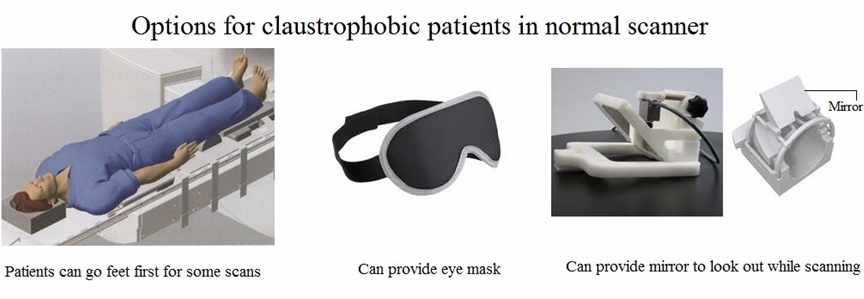 Options for claustrophobic patients in normal scanner
Mirror
Patients can go feet first for some scans
Can provide eye mask
Can provide mirror to look out while scanning